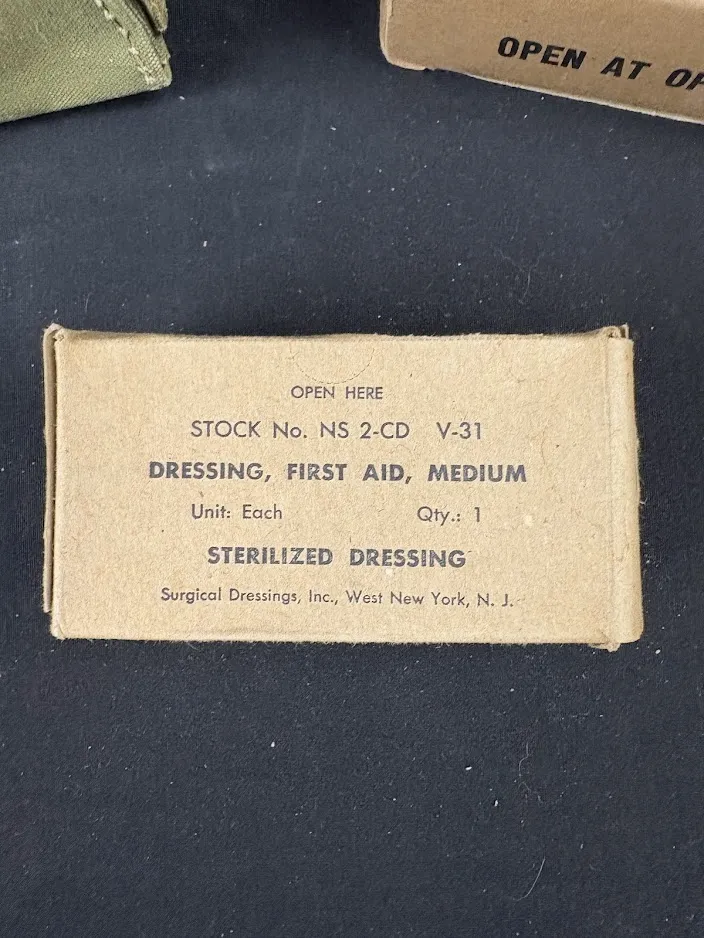 OPEN AT OP
OPEN HERE
STOCK No. NS 2-CD V-31
DRESSING, FIRST AID, MEDIUM
Unit: Each Qty.: 1
STERILIZED DRESSING
Surgical Dressings, Inc., West New York, N. J.